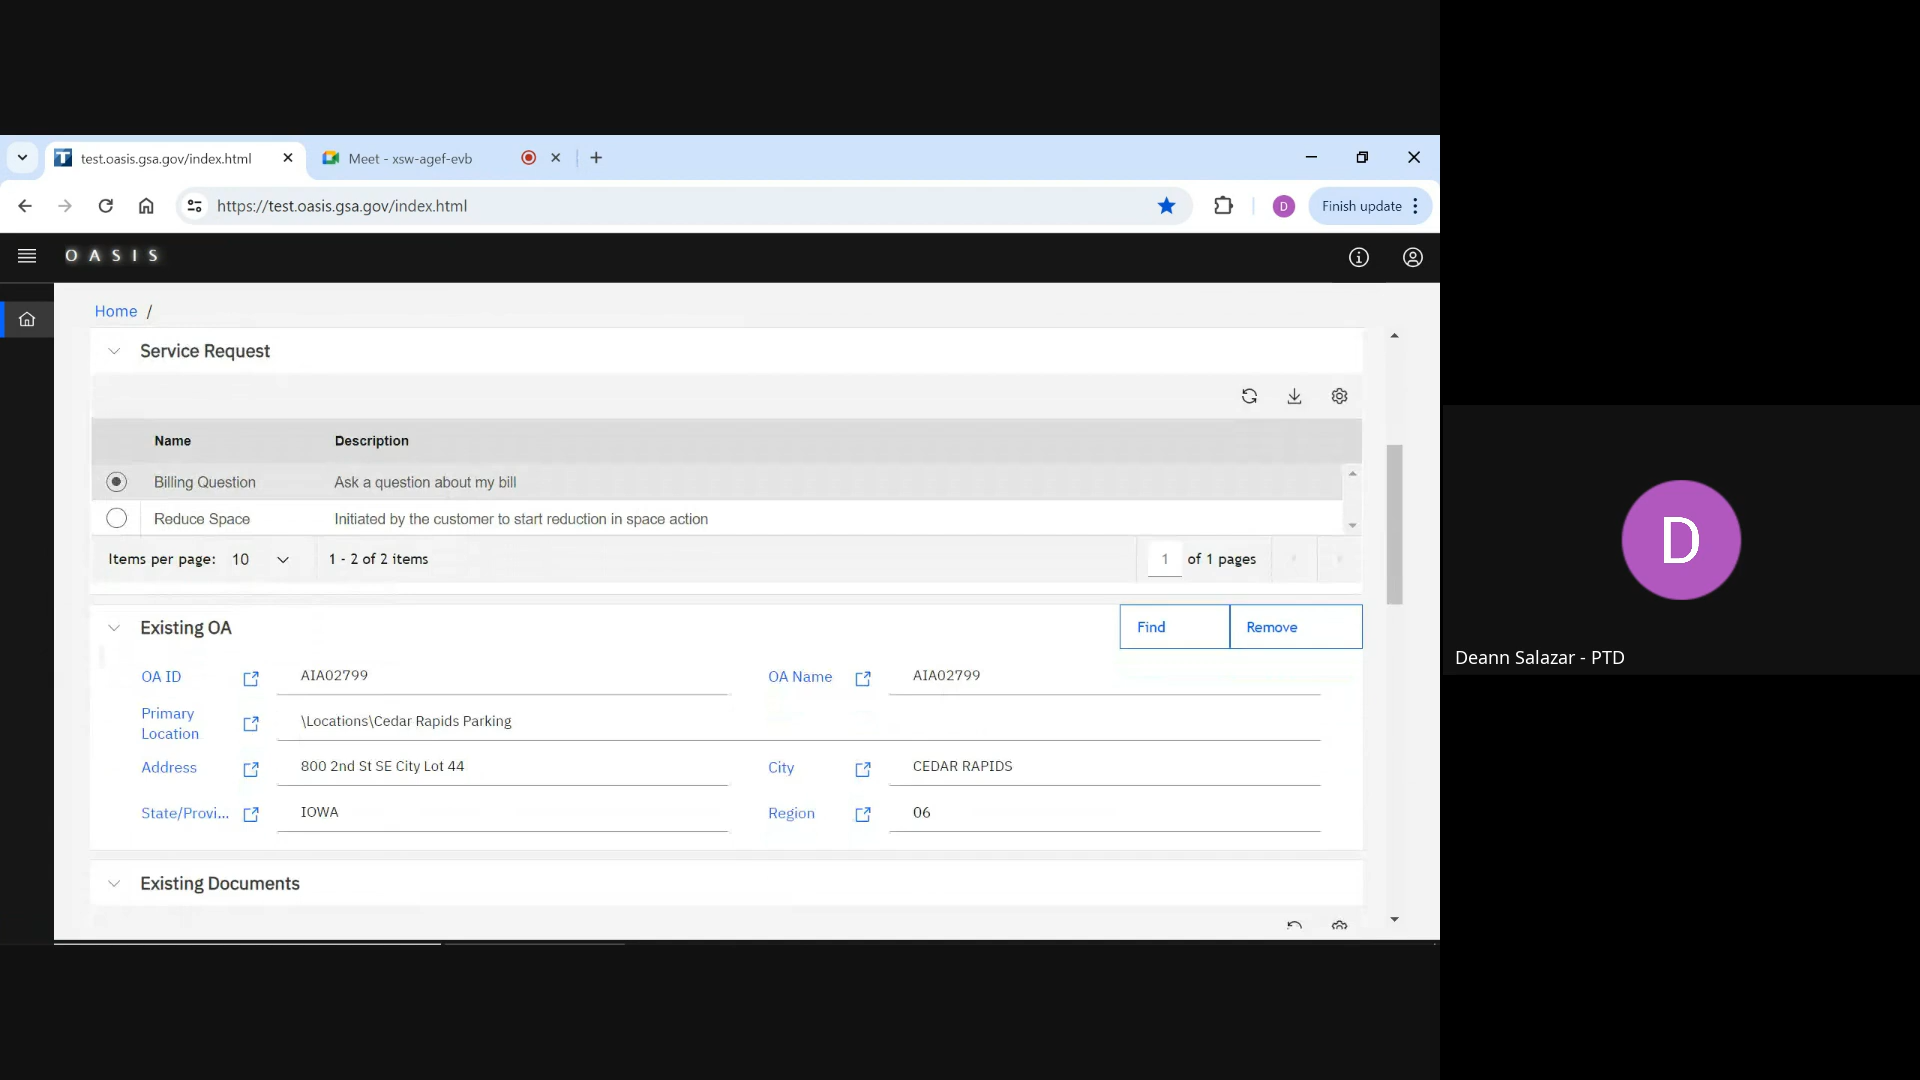 test.oasis.gsa.gov/index.html
Meet - xsw-agef-evb
https://test.oasis.gsa.gov/index.html
D
Finish update
OASIS
Home /
Service Request
Name Description
Billing Question Ask a question about my bill
Reduce Space Initiated by the customer to start reduction in space action
Items per page: 10 1 - 2 of 2 items 1 of 1 pages
Existing OA Find Remove
OA ID AIA02799 OA Name AIA02799
Primary
Location
\Locations\Cedar Rapids Parking
Address 800 2nd St SE City Lot 44 City CEDAR RAPIDS
State/Provi... IOWA Region 06
Existing Documents
D
Deann Salazar - PTD